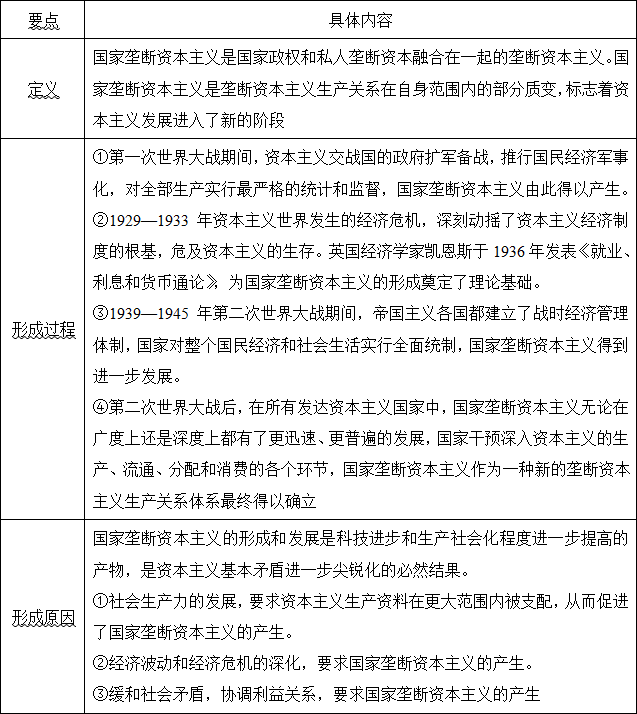 要点
具体内容
定义
国家垄断资本主义是国家政权和私人垄断资本融合在一起的垄断资本主义。国
家垄断资本主义是垄断资本主义生产关系在自身范围内的部分质变，标志着资
本主义发展进入了新的阶段
形成过程
①第一次世界大战期间，资本主义交战国的政府扩军备战，推行国民经济军事
化，对全部生产实行最严格的统计和监督，国家垄断资本主义由此得以产生。
②1929—1933 年资本主义世界发生的经济危机，深刻动摇了资本主义经济制
度的根基，危及资本主义的生存。英国经济学家凯恩斯于 1936 年发表《就业、
利息和货币通论》，为国家垄断资本主义的形成奠定了理论基础。
③1939—1945 年第二次世界大战期间，帝国主义各国都建立了战时经济管理
体制，国家对整个国民经济和社会生活实行全面统制，国家垄断资本主义得到
进一步发展。
④第二次世界大战后，在所有发达资本主义国家中，国家垄断资本主义无论在
广度上还是深度上都有了更迅速、更普遍的发展，国家干预深入资本主义的生
产、流通、分配和消费的各个环节，国家垄断资本主义作为一种新的垄断资本
主义生产关系体系最终得以确立
形成原因
国家垄断资本主义的形成和发展是科技进步和生产社会化程度进一步提高的
产物，是资本主义基本矛盾进一步尖锐化的必然结果。
①社会生产力的发展，要求资本主义生产资料在更大范围内被支配，从而促进
了国家垄断资本主义的产生。
②经济波动和经济危机的深化，要求国家垄断资本主义的产生。
③缓和社会矛盾，协调利益关系，要求国家垄断资本主义的产生